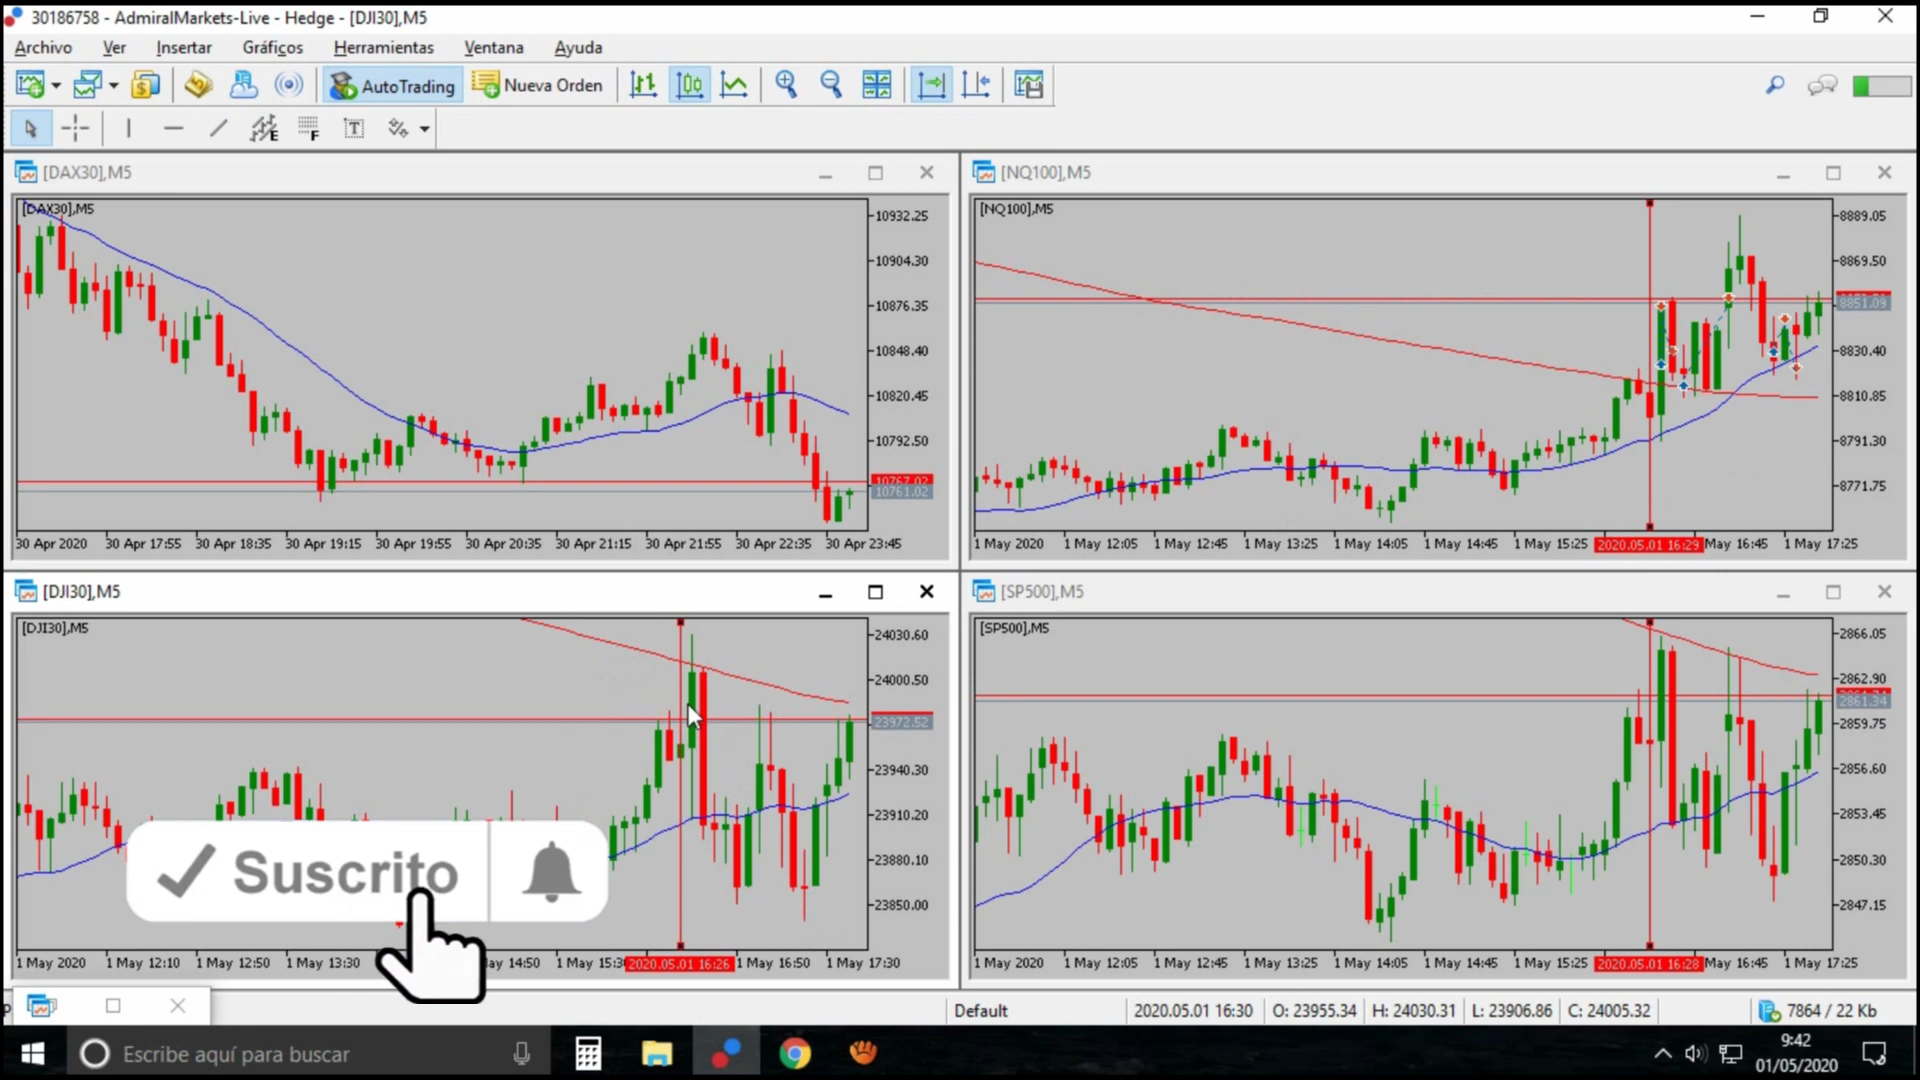 30186758 - AdmiralMarkets-Live - Hedge - [DJI30],M5
Archivo Ver Insertar Gráficos Herramientas Ventana Ayuda
AutoTrading Nueva Orden
E F T
[DAX30],M5
[DAX30],M5
10932.25
10904.30
10876.35
10848.40
10820.45
10792.50
10767.02
10761.02
30 Apr 2020 30 Apr 17:55 30 Apr 18:35 30 Apr 19:15 30 Apr 19:55 30 Apr 20:35 30 Apr 21:15 30 Apr 21:55 30 Apr 22:35 30 Apr 23:45
[NQ100],M5
[NQ100],M5
8889.05
8869.50
8851.09
8830.40
8810.85
8791.30
8771.75
1 May 2020 1 May 12:05 1 May 12:45 1 May 13:25 1 May 14:05 1 May 14:45 1 May 15:25 2020.05.01 16:29 May 16:45 1 May 17:25
[DJI30],M5
[DJI30],M5
24030.60
24000.50
23972.52
23940.30
23910.20
23880.10
23850.00
Suscrito
1 May 2020 1 May 12:10 1 May 12:50 1 May 13:30 ay 14:50 1 May 15:3 2020.05.01 16:26 1 May 16:50 1 May 17:30
[SP500],M5
[SP500],M5
2866.05
2862.90
2861.34
2859.75
2856.60
2853.45
2850.30
2847.15
1 May 2020 1 May 12:05 1 May 12:45 1 May 13:25 1 May 14:05 1 May 14:45 1 May 15:25 2020.05.01 16:28 May 16:45 1 May 17:25
Default 2020.05.01 16:30 O: 23955.34 H: 24030.31 L: 23906.86 C: 24005.32 7864 / 22 Kb
Escribe aquí para buscar
9:42
01/05/2020